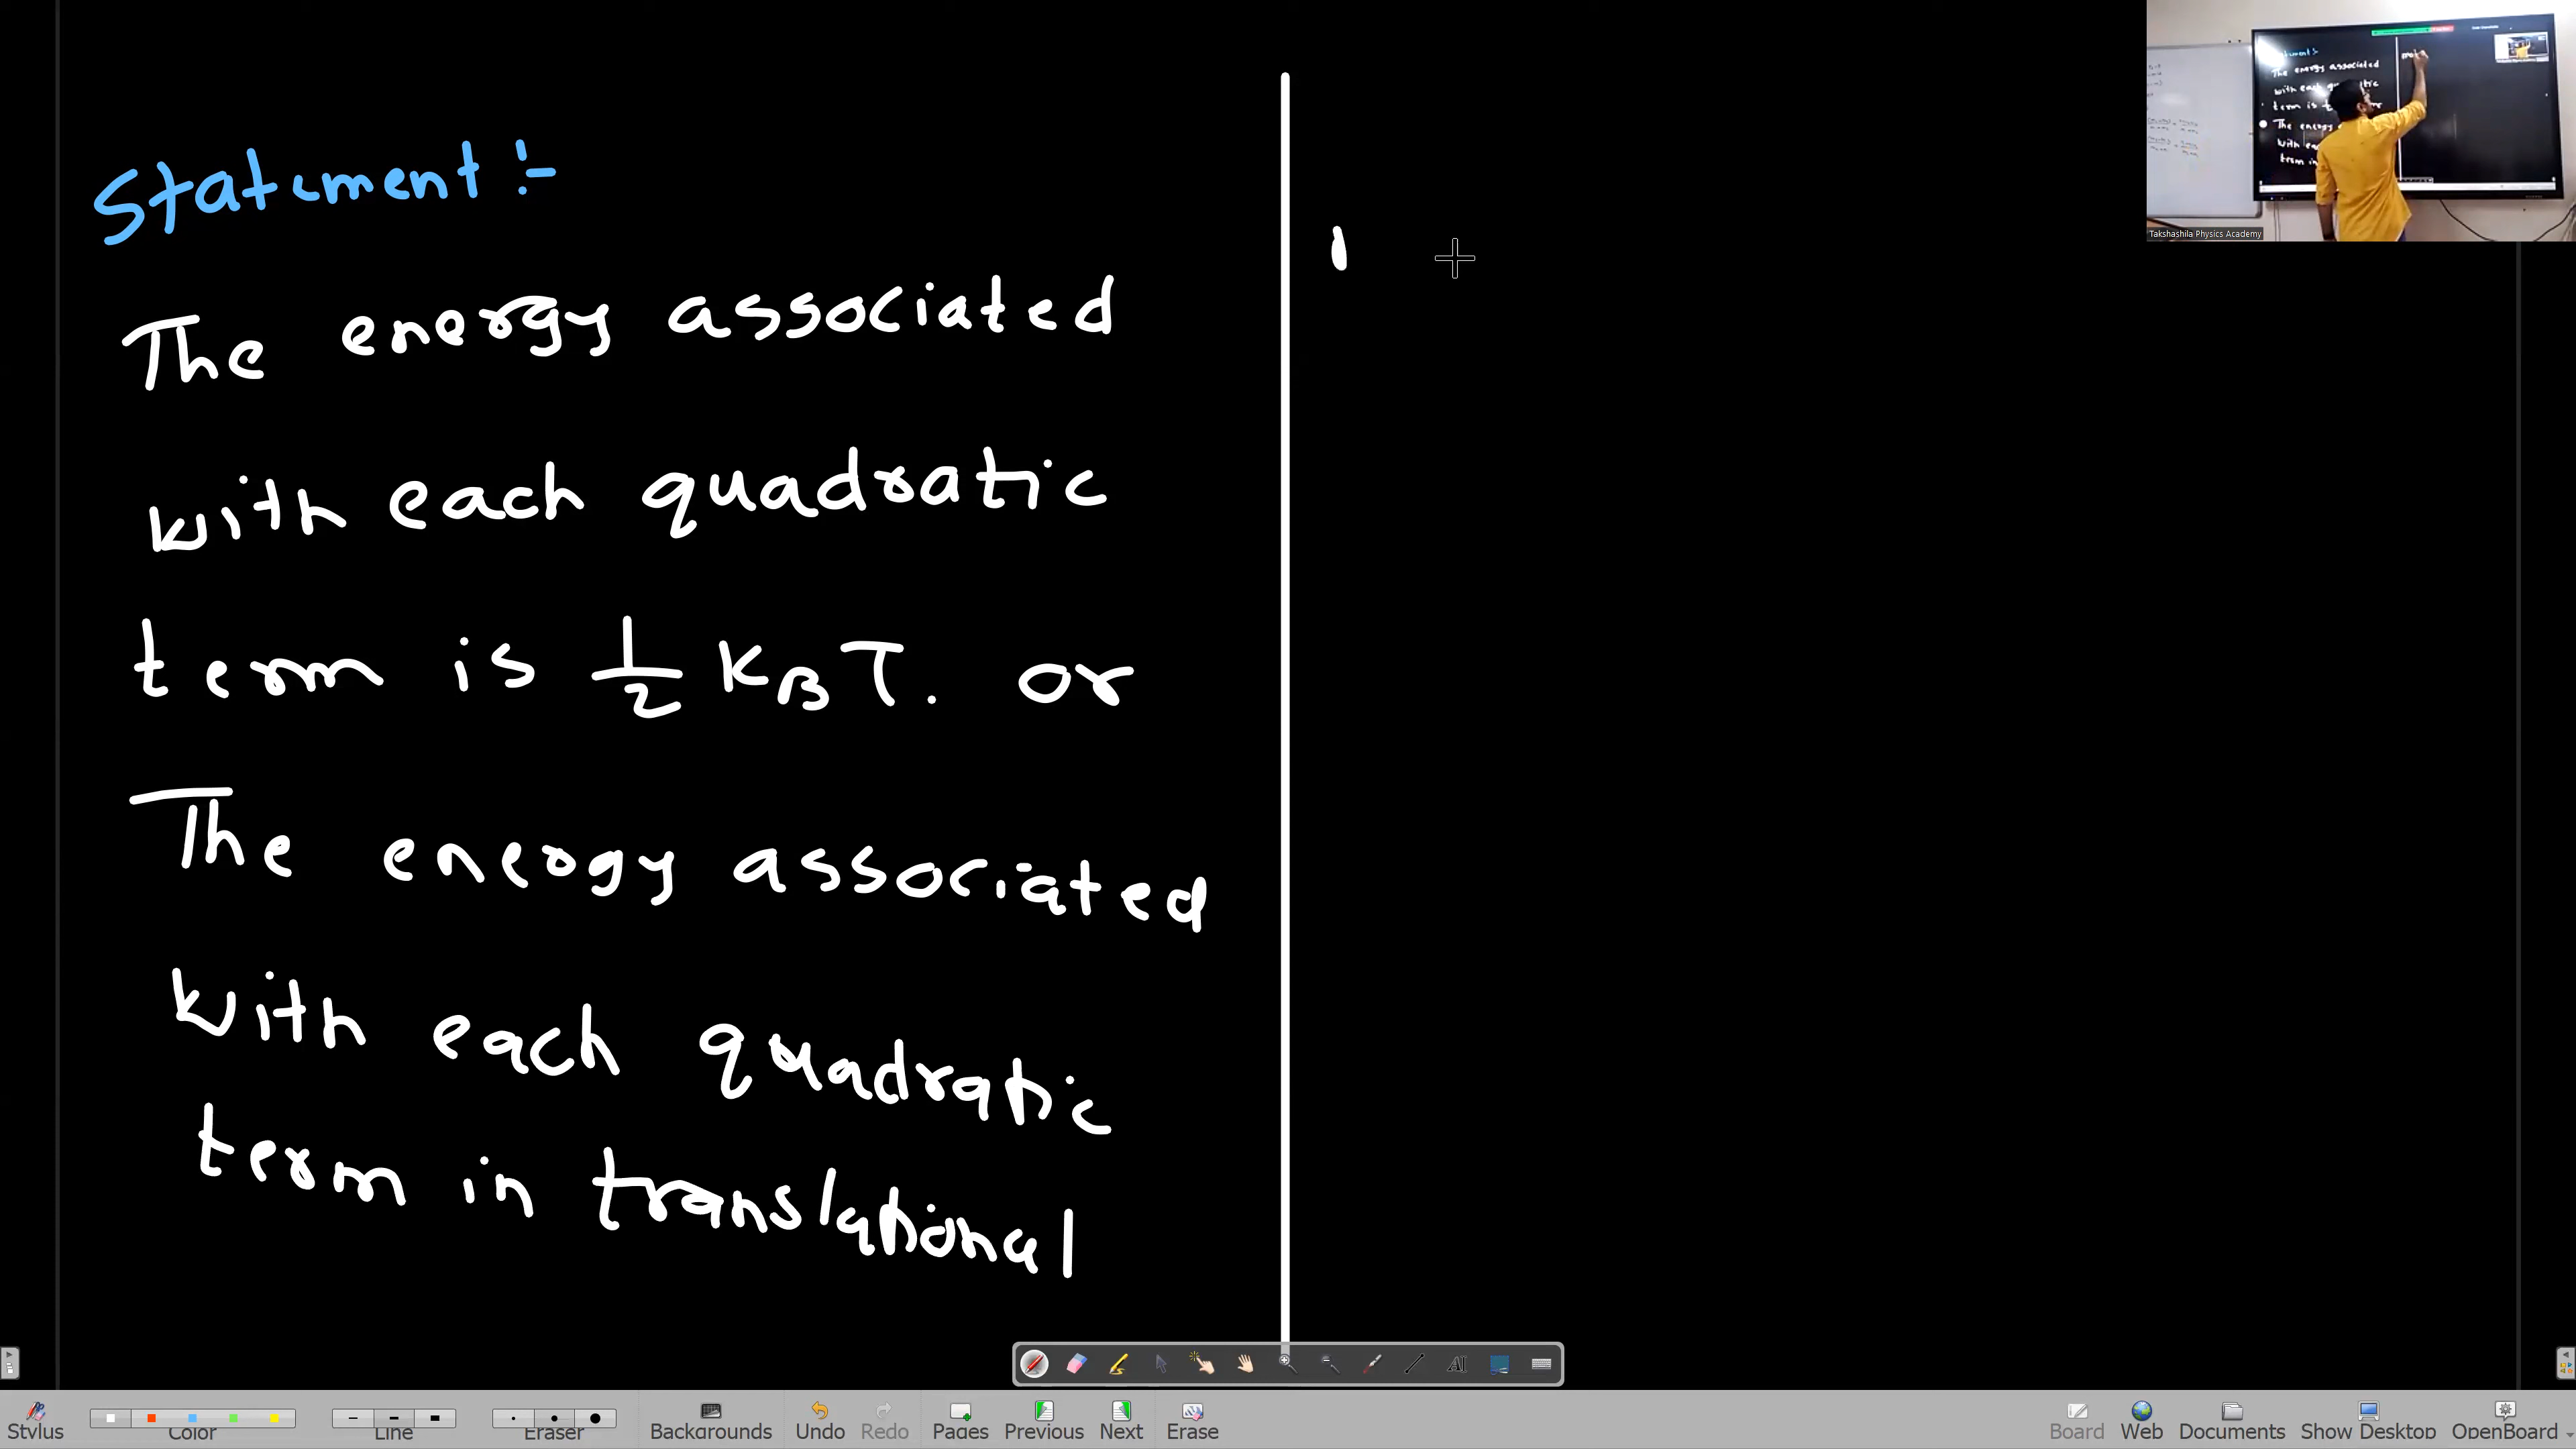 Statement :-
The energy associated
with each quadratic
term is 1/2 KBT. or
The energy associated
with each quadratic
term in translational
Takshashila Physics Academy
Stylus
Color
Line
Eraser
Backgrounds
Undo
Redo
Pages
Previous
Next
Erase
Board
Web
Documents
Show Desktop
OpenBoard